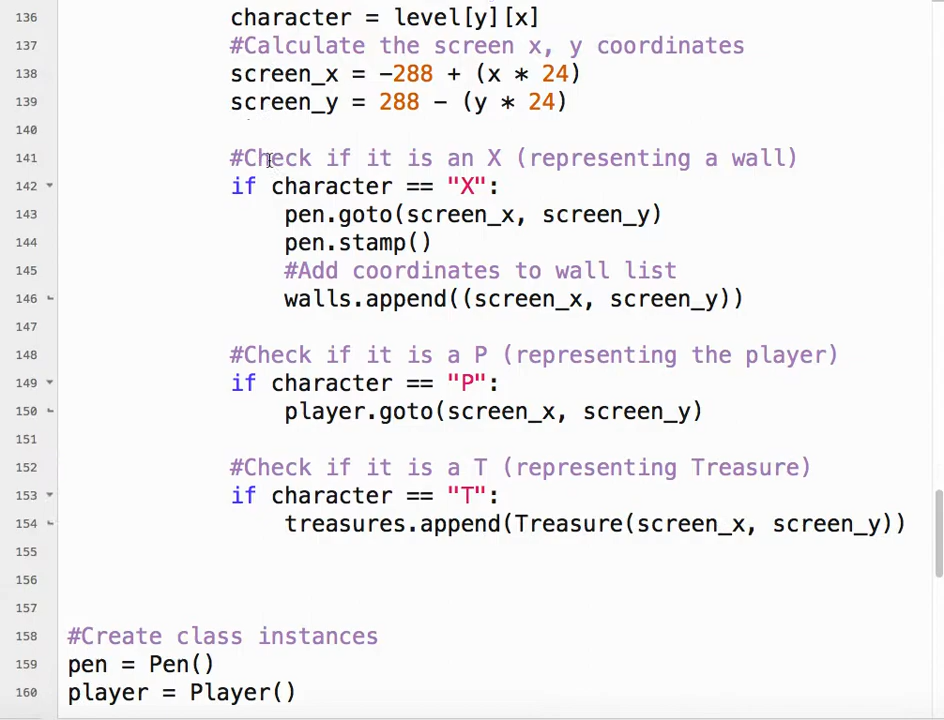 136 character = level[y][x]
137 #Calculate the screen x, y coordinates
138 screen_x = -288 + (x * 24)
139 screen_y = 288 - (y * 24)
140
141 #Check if it is an X (representing a wall)
142 if character == "X":
143 pen.goto(screen_x, screen_y)
144 pen.stamp()
145 #Add coordinates to wall list
146 walls.append((screen_x, screen_y))
147
148 #Check if it is a P (representing the player)
149 if character == "P":
150 player.goto(screen_x, screen_y)
151
152 #Check if it is a T (representing Treasure)
153 if character == "T":
154 treasures.append(Treasure(screen_x, screen_y))
155
156
157
158 #Create class instances
159 pen = Pen()
160 player = Player()